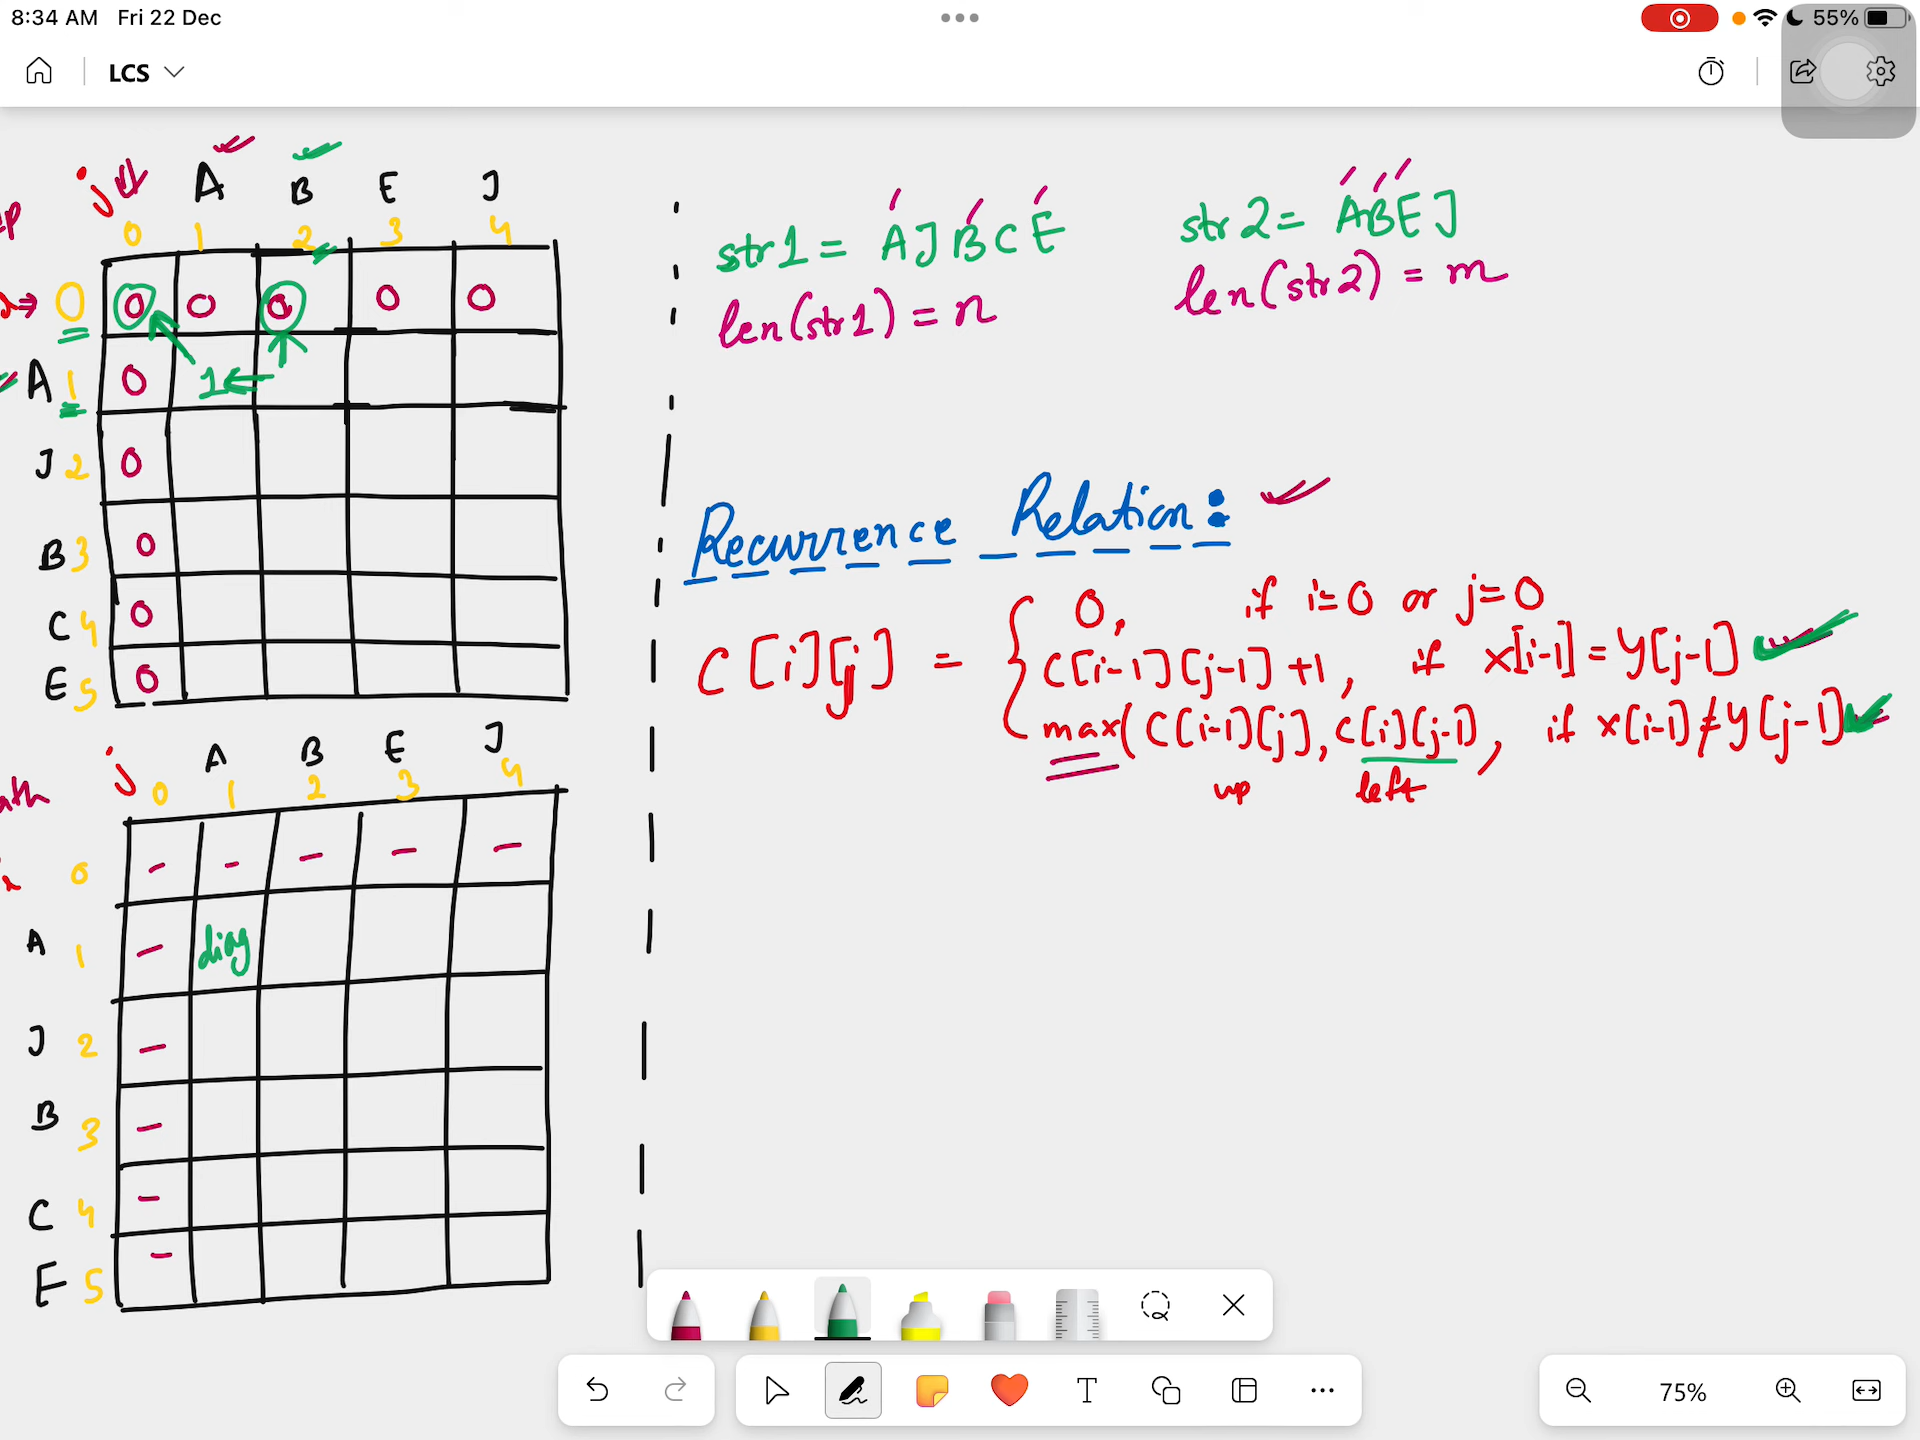 8:34 AM Fri 22 Dec
55%
LCS
j A B E J
0 1 2 3 4
0 0 0 0 0 0
A 1 0 1
J 2 0
B 3 0
C 4 0
E 5 0
j A B E J
0 1 2 3 4
0 - - - - -
A 1 - diag
J 2 -
B 3 -
C 4 -
E 5 -
str1 = AJBCE
len(str1) = n
str2 = ABEJ
len(str2) = m
Recurrence Relation:
C[i][j] =
0, if i=0 or j=0
C[i-1][j-1] +1, if x[i-1] = Y[j-1]
max(C[i-1][j], C[i][j-1), if x[i-1) ≠ Y[j-1)
up left
75%